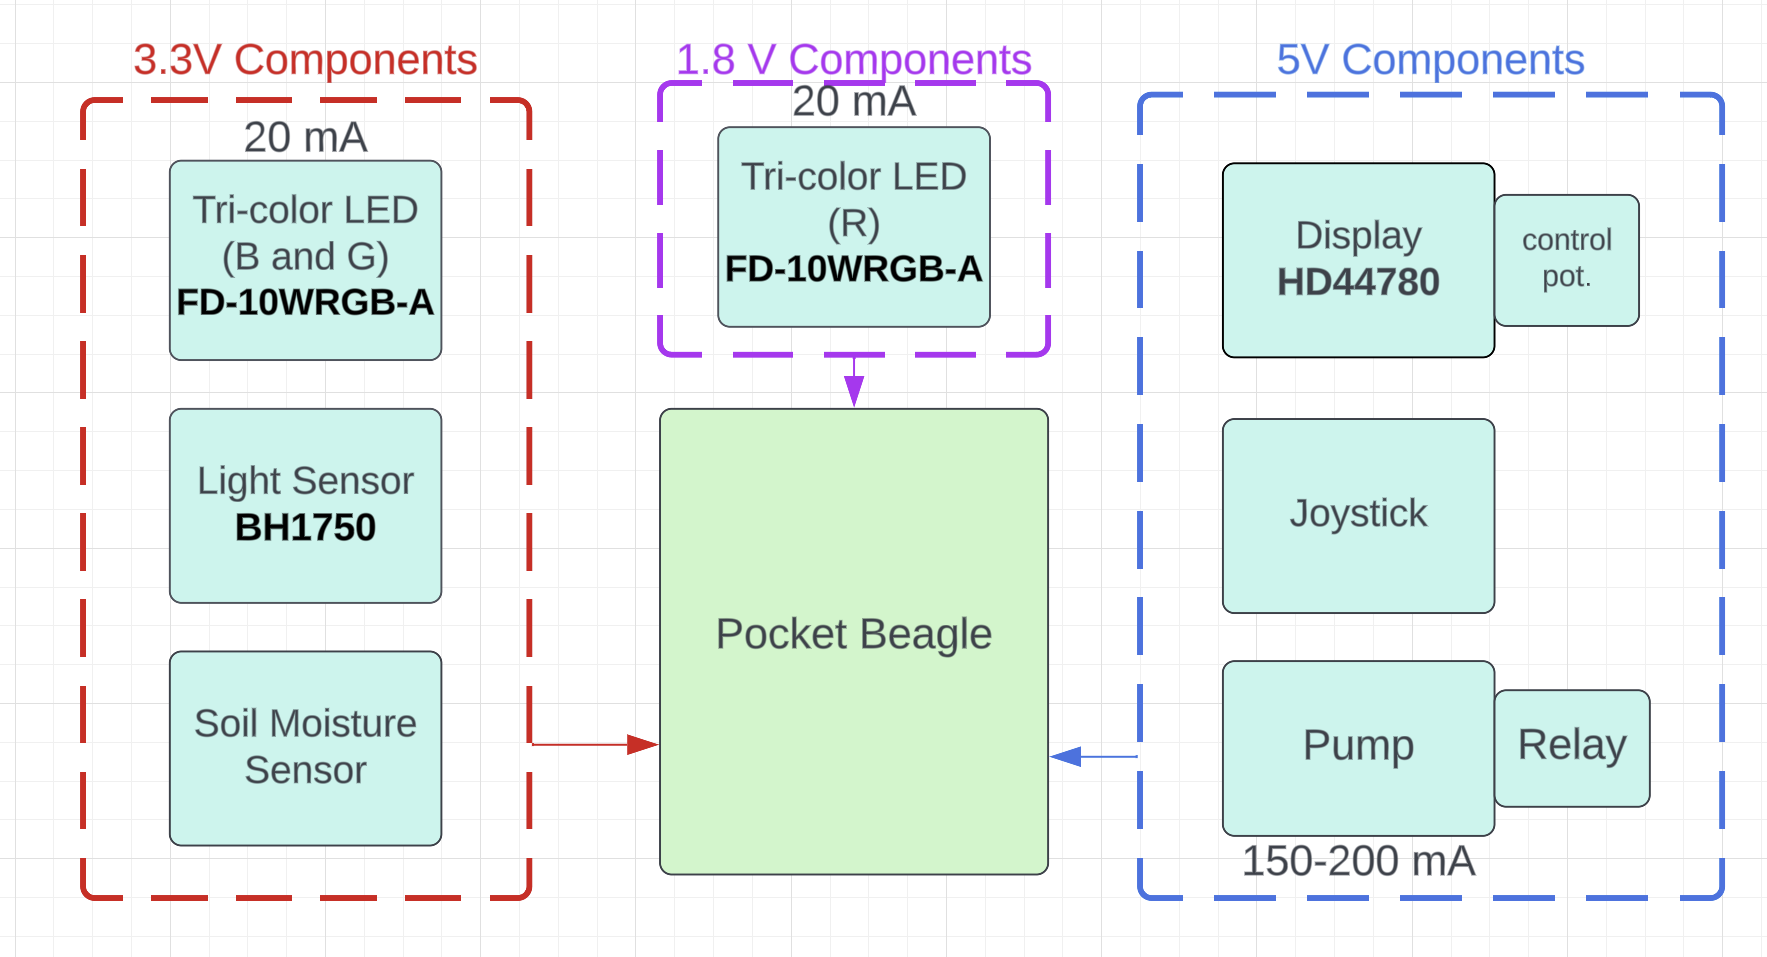 3.3V Components
20 mA
Tri-color LED
(B and G)
FD-10WRGB-A
Light Sensor
BH1750
Soil Moisture
Sensor
1.8 V Components
20 mA
Tri-color LED
(R)
FD-10WRGB-A
Pocket Beagle
5V Components
Display
HD44780
control
pot.
Joystick
Pump
Relay
150-200 mA